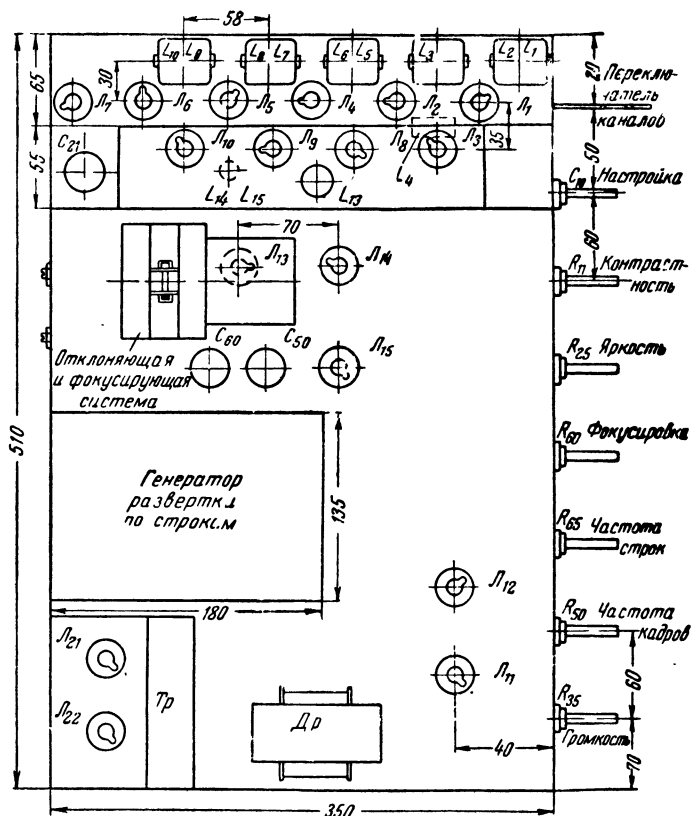 58
L₁₀ L₉
L₈ L₇
L₆ L₅
L₃
L₂ L₁
65
30
20
Переклю-
чатель
каналов
Л₇
Л₆
Л₅
Л₄
Л₂
Л₁
35
50
55
C₂₁
Л₁₀
Л₉
Л₈
Л₃
L₄
L₁₄ L₁₅
L₁₃
C₁₈ Настройка
60
70
Л₁₃
Л₁₄
R₁₁ Контраст-
ность
C₆₀
C₅₀
Л₁₅
R₂₅ Яркость
Отклоняющая
и фокусирующая
система
510
R₆₀ Фокусировка
Генератор
развертки
по строкам
135
R₆₅ Частота
строк
180
Л₁₂
R₅₀ Частота
кадров
Л₂₁
Тр
Л₁₁
60
Л₂₂
Др
R₃₅
Громкость
40
70
350